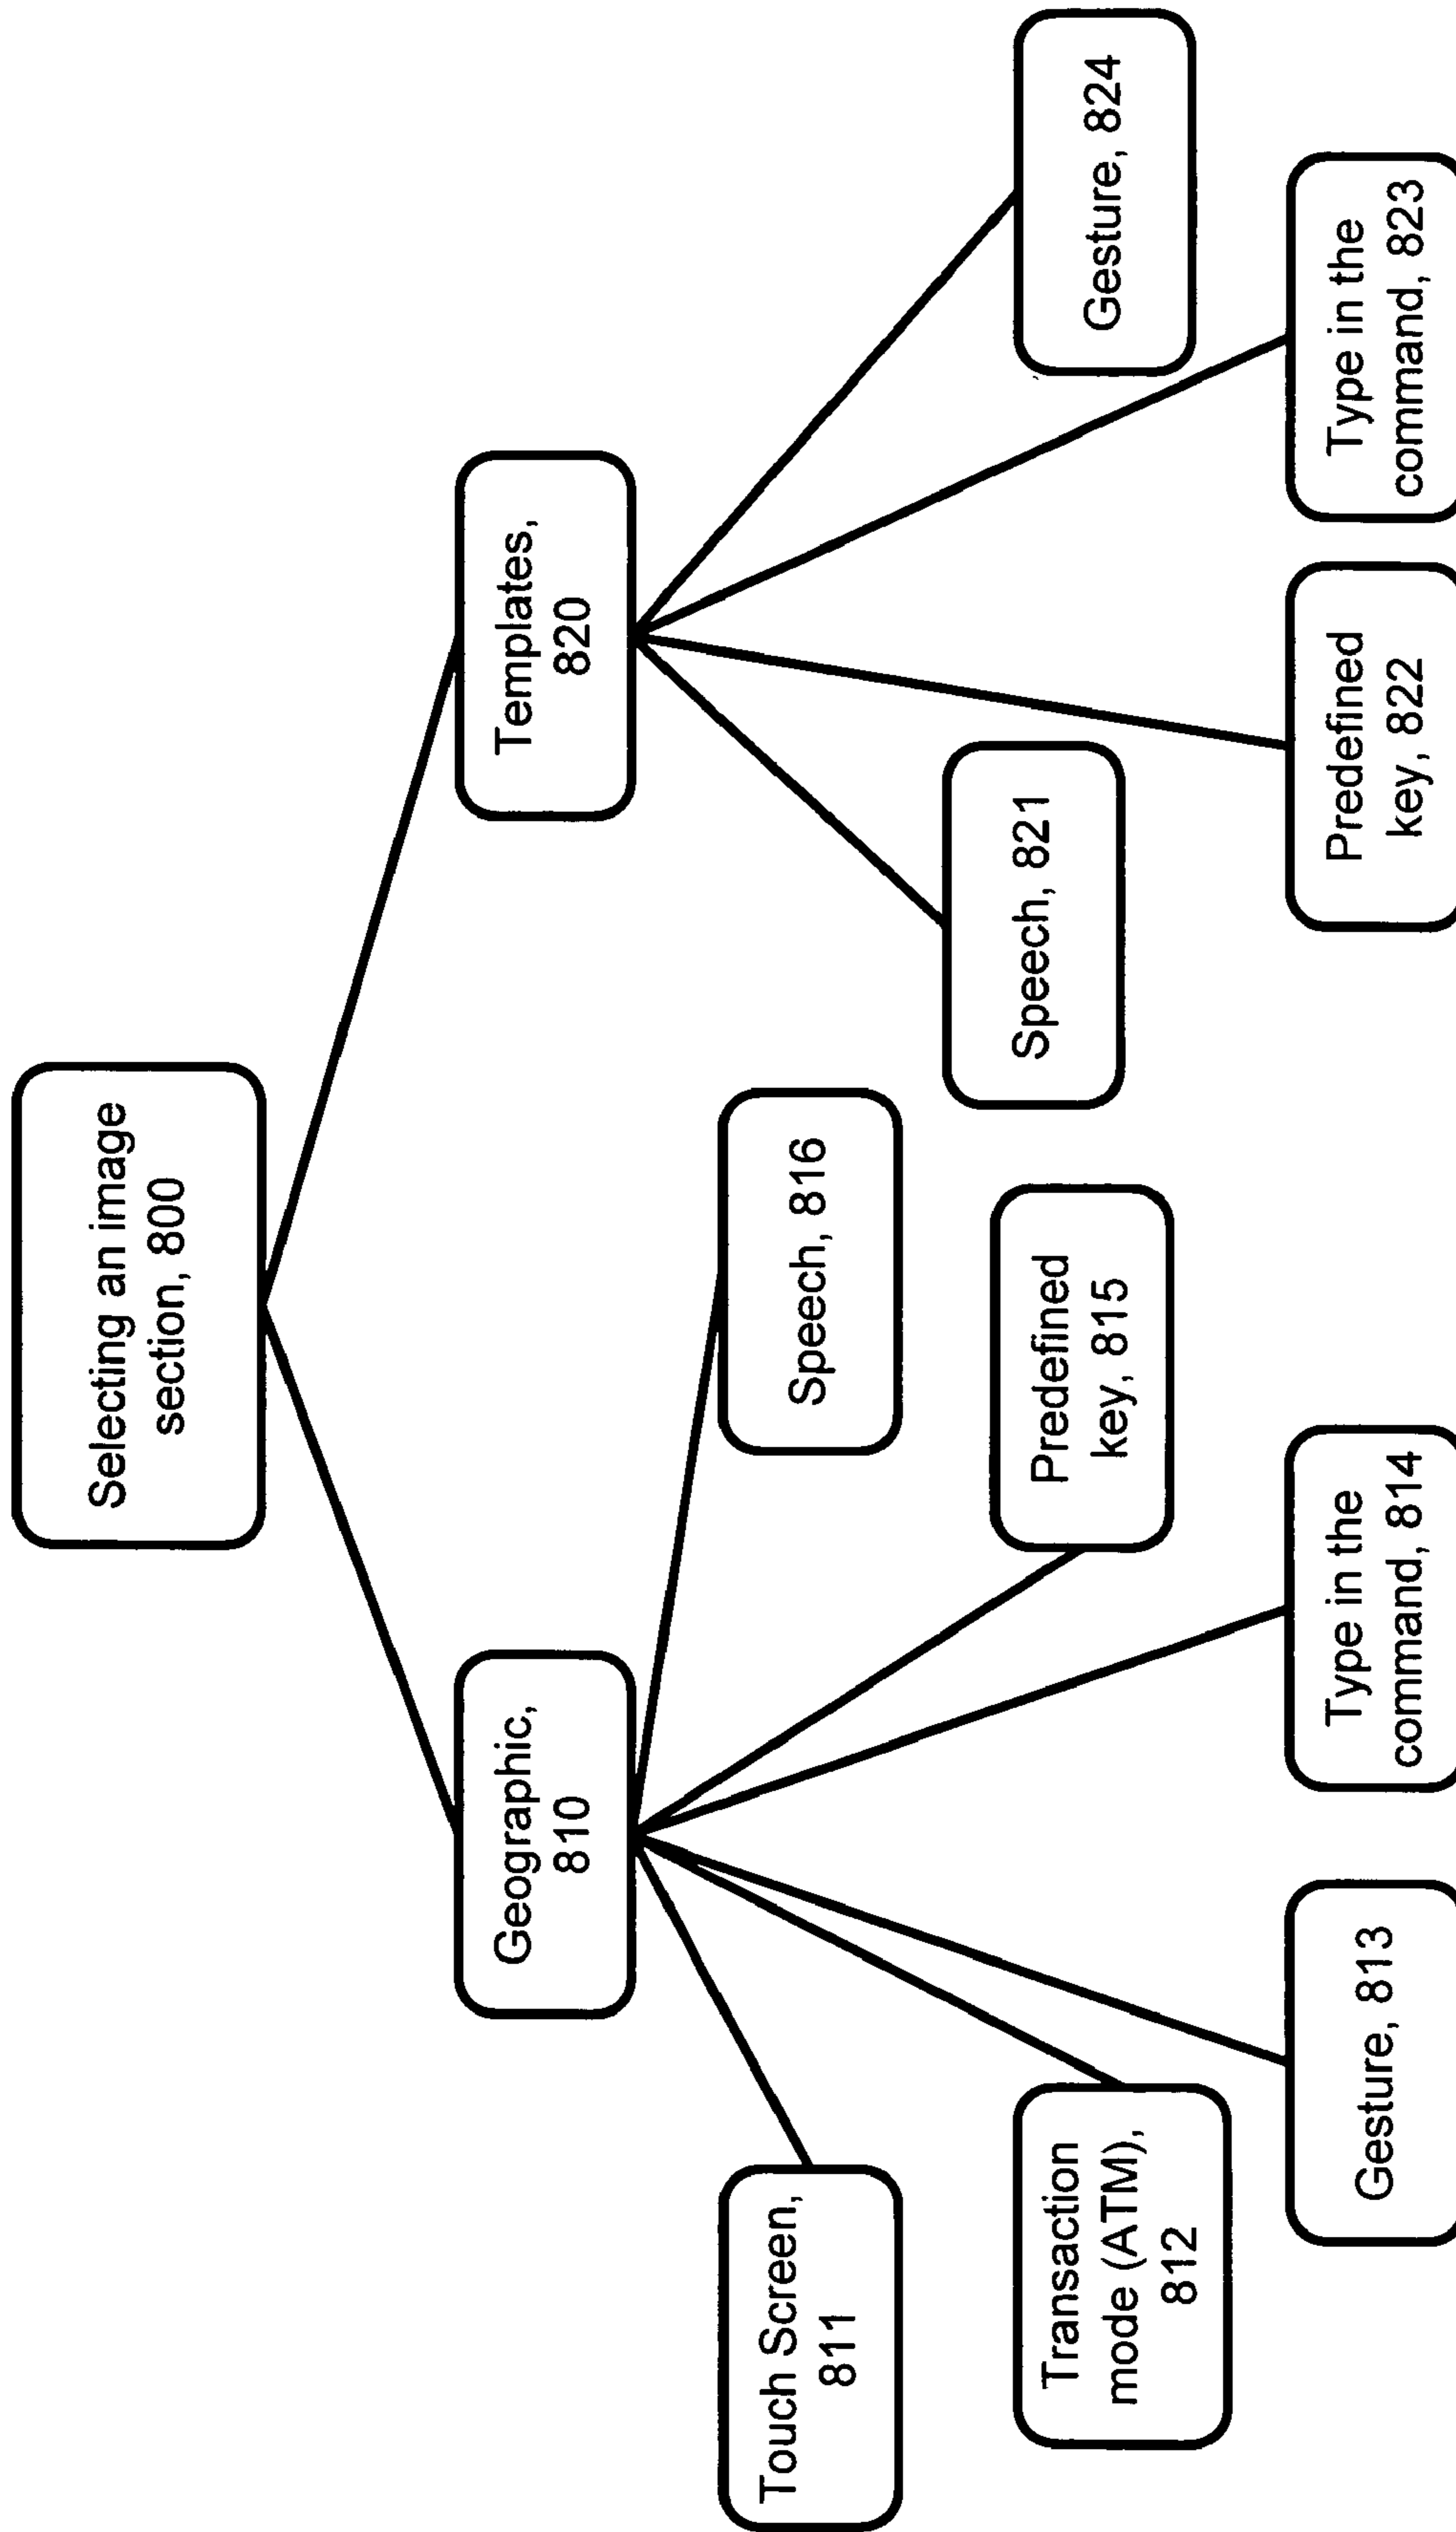 Selecting an image
section, 800
Geographic,
810
Templates,
820
Touch Screen,
811
Transaction
mode (ATM),
812
Gesture, 813
Type in the
command, 814
Predefined
key, 815
Speech, 816
Speech, 821
Predefined
key, 822
Type in the
command, 823
Gesture, 824